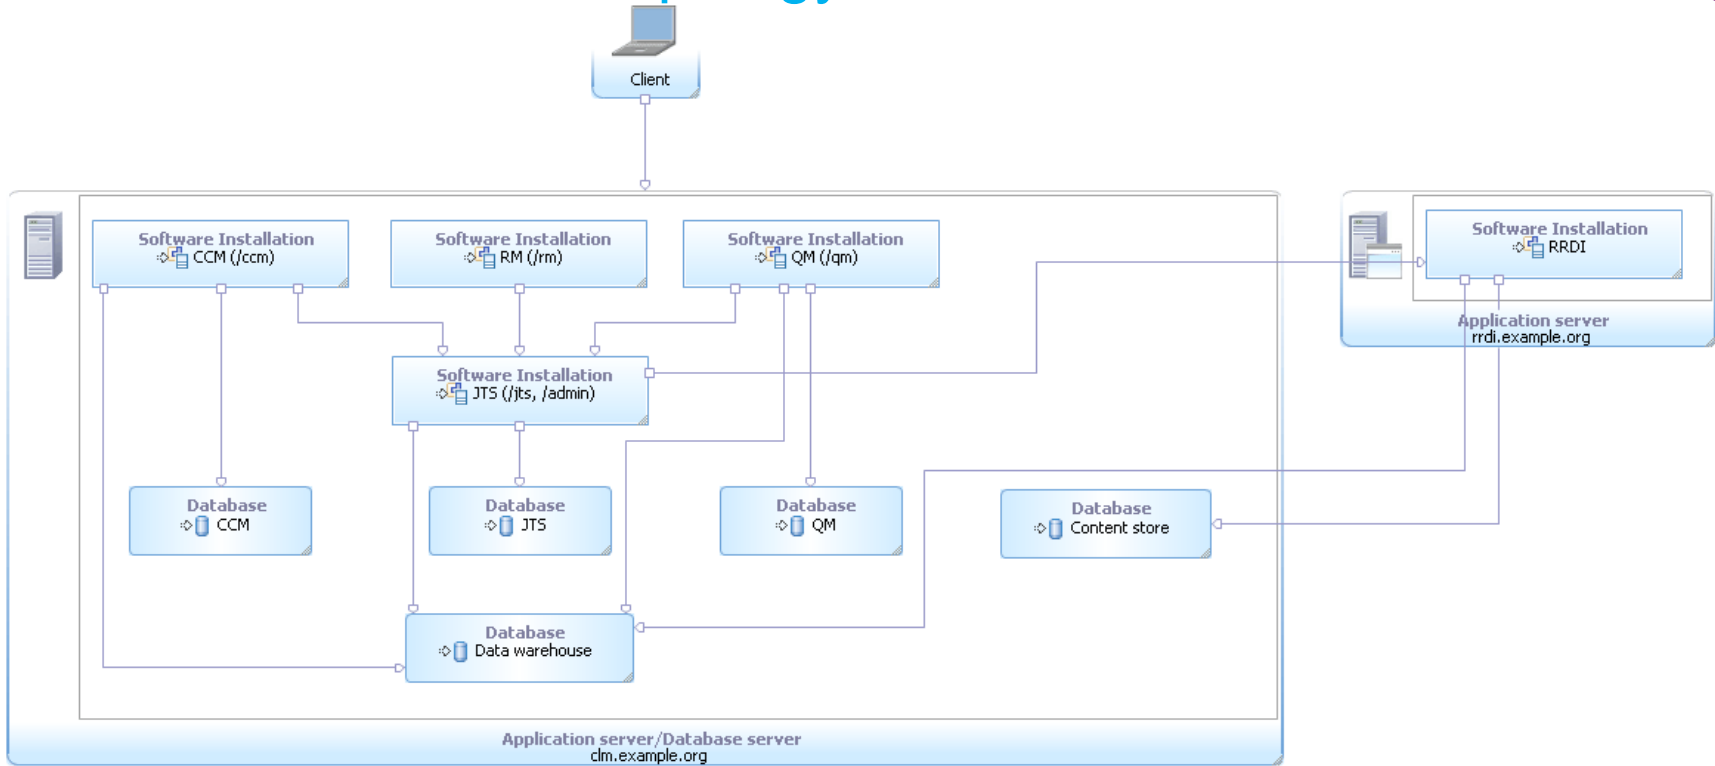 Client
Software Installation
CCM (/ccm)
Software Installation
RM (/rm)
Software Installation
QM (/qm)
Software Installation
RRDI
Application server
rrdi.example.org
Software Installation
JTS (/jts, /admin)
Database
CCM
Database
JTS
Database
QM
Database
Content store
Database
Data warehouse
Application server/Database server
clm.example.org